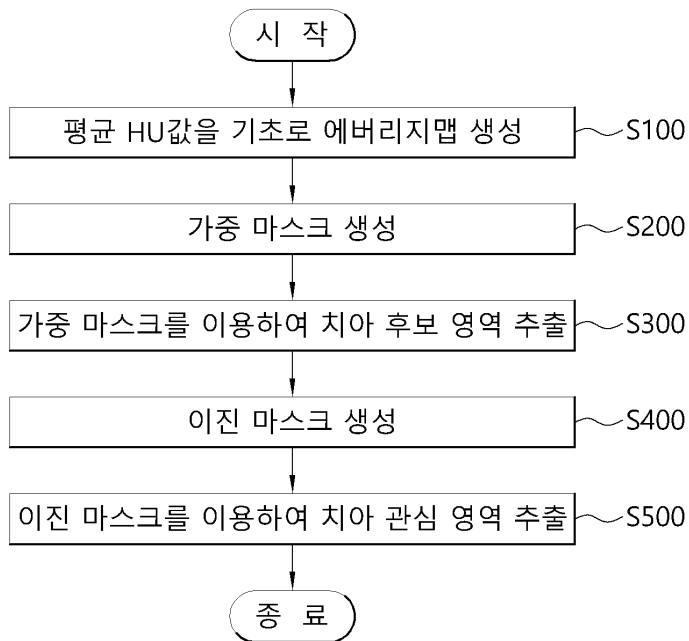 시 작
평균 HU값을 기초로 에버리지맵 생성 S100
가중 마스크 생성 S200
가중 마스크를 이용하여 치아 후보 영역 추출 S300
이진 마스크 생성 S400
이진 마스크를 이용하여 치아 관심 영역 추출 S500
종 료